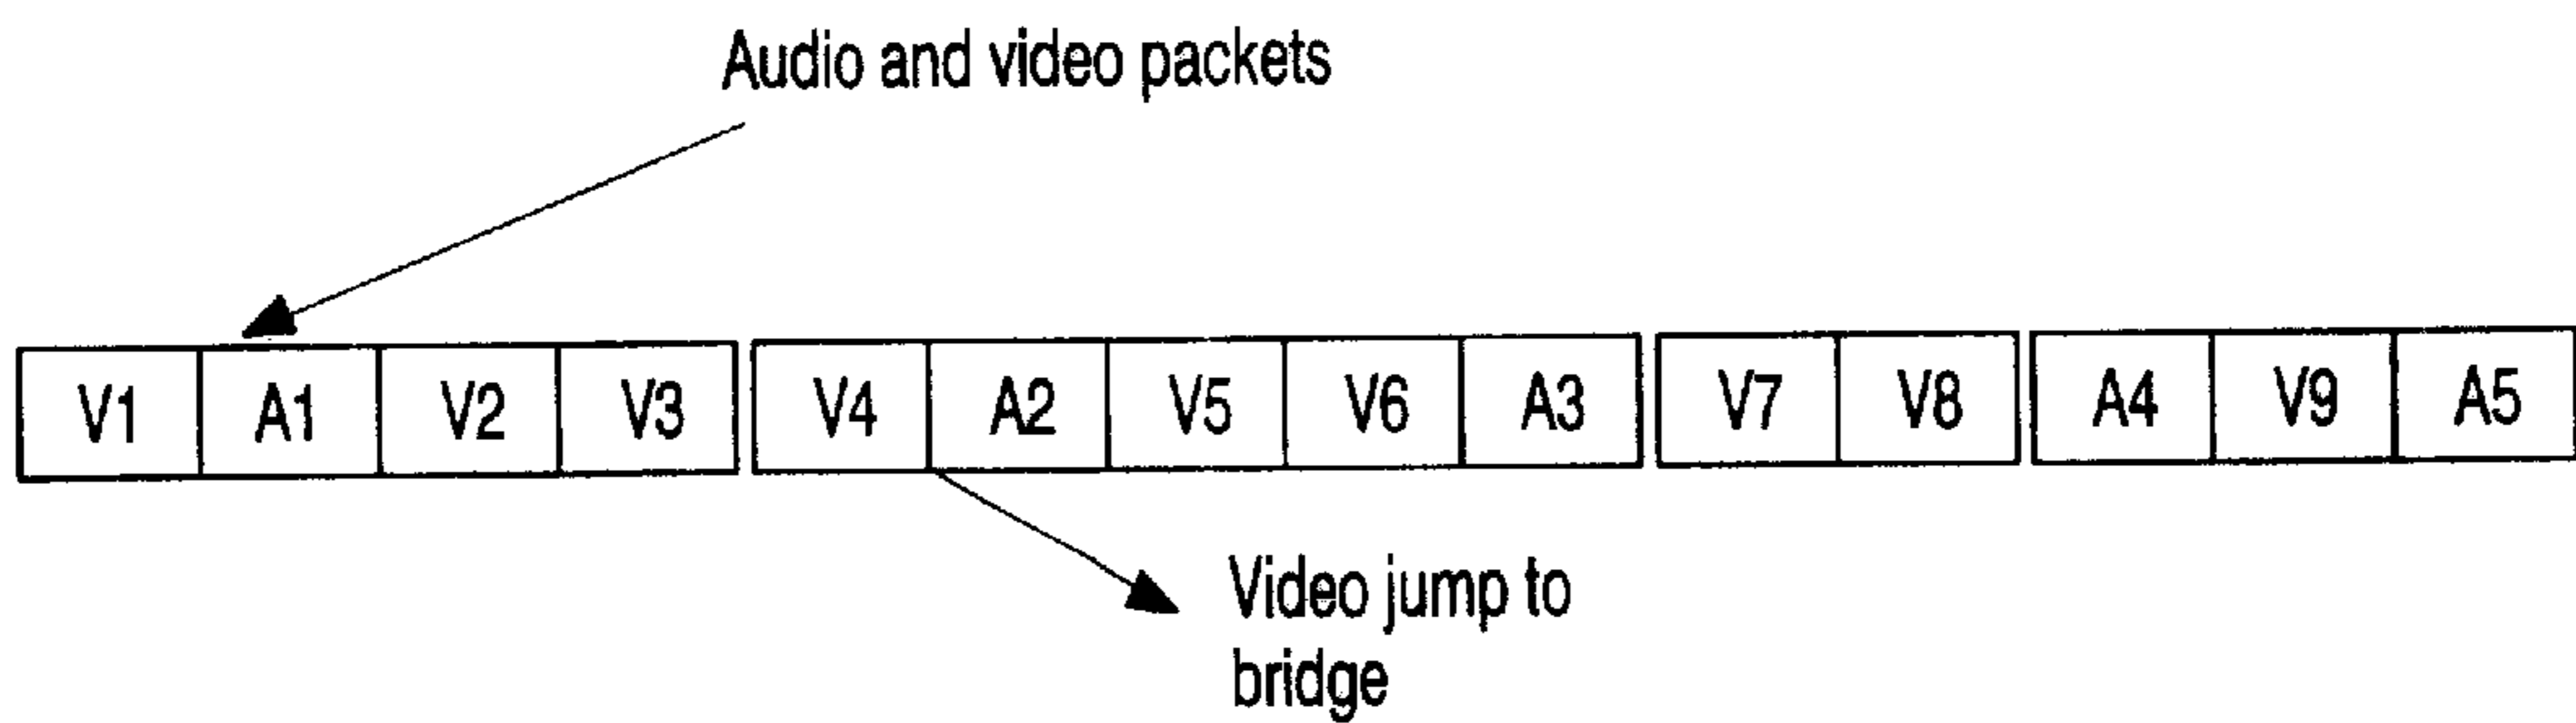 Audio and video packets
V1 A1 V2 V3 V4 A2 V5 V6 A3 V7 V8 A4 V9 A5
Video jump to
bridge